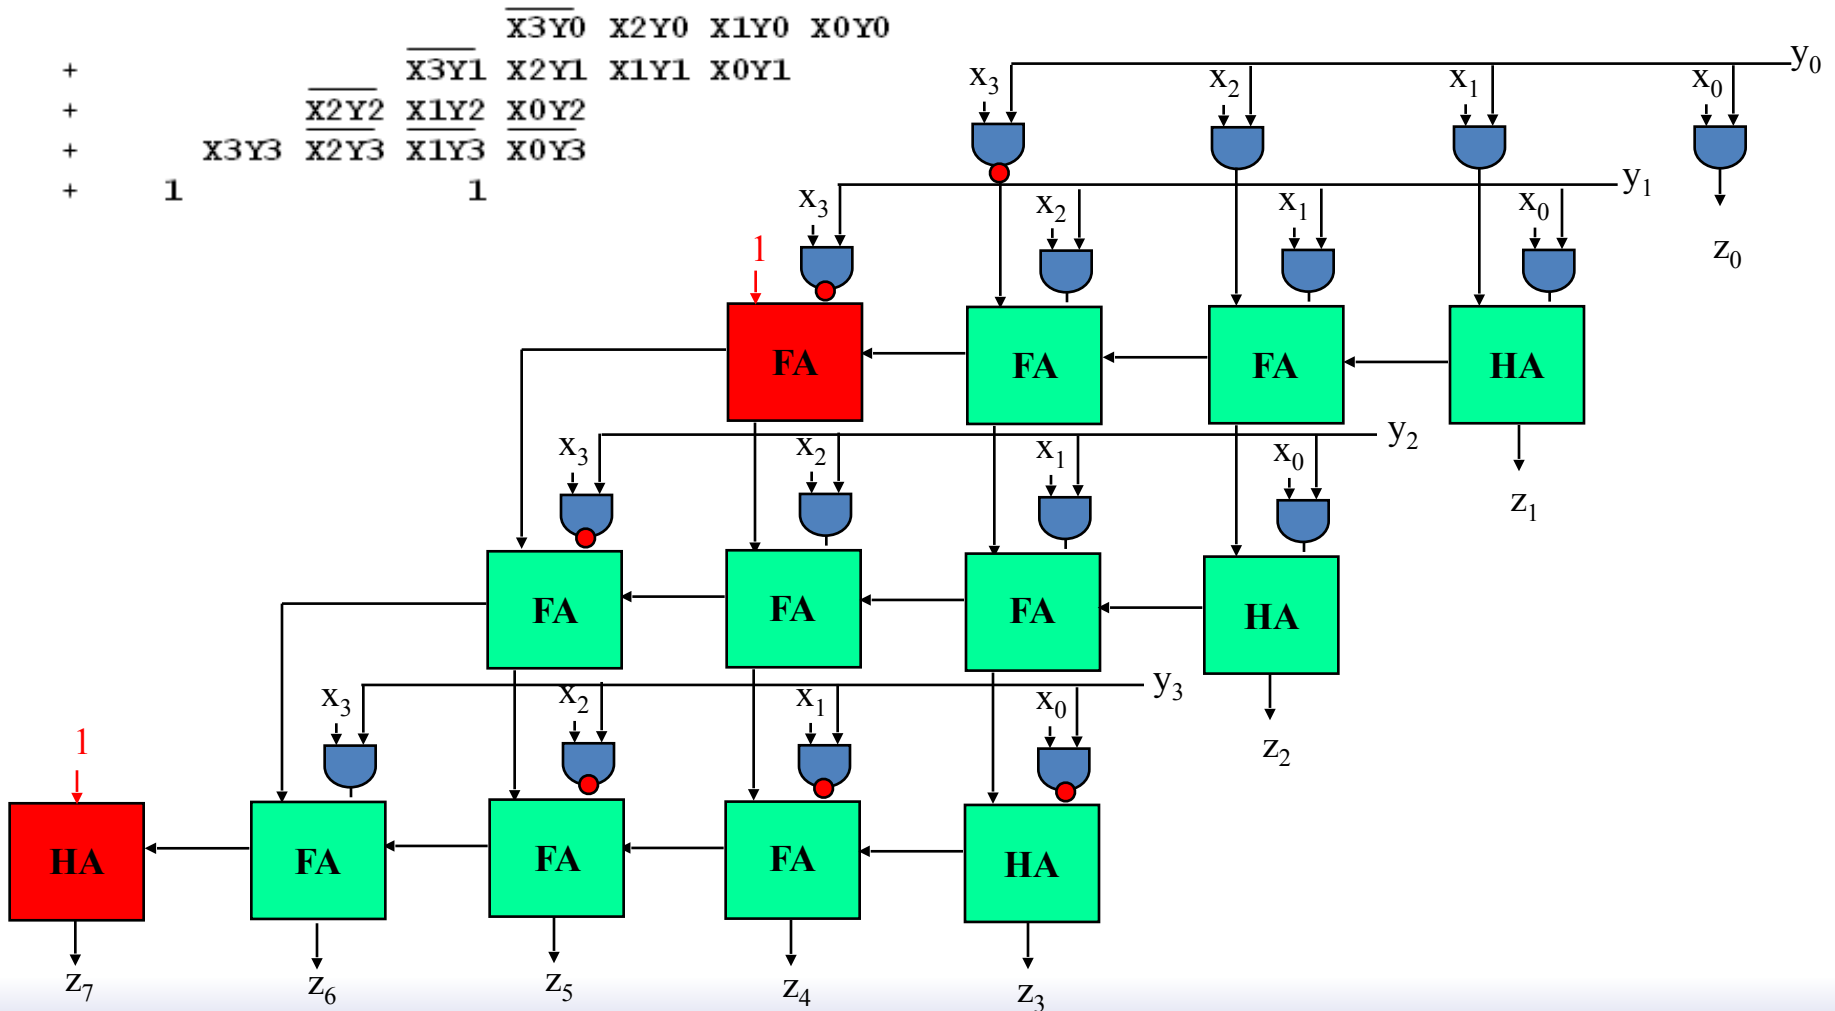 X3Y0 X2Y0 X1Y0 X0Y0
+ X3Y1 X2Y1 X1Y1 X0Y1
+ X2Y2 X1Y2 X0Y2
+ X3Y3 X2Y3 X1Y3 X0Y3
+ 1 1
y0
x3 x2 x1 x0
y1
x3 x2 x1 x0
z0
1
FA FA FA HA
y2
x3 x2 x1 x0
z1
FA FA FA HA
y3
x3 x2 x1 x0
z2
1
HA FA FA FA HA
z7 z6 z5 z4 z3